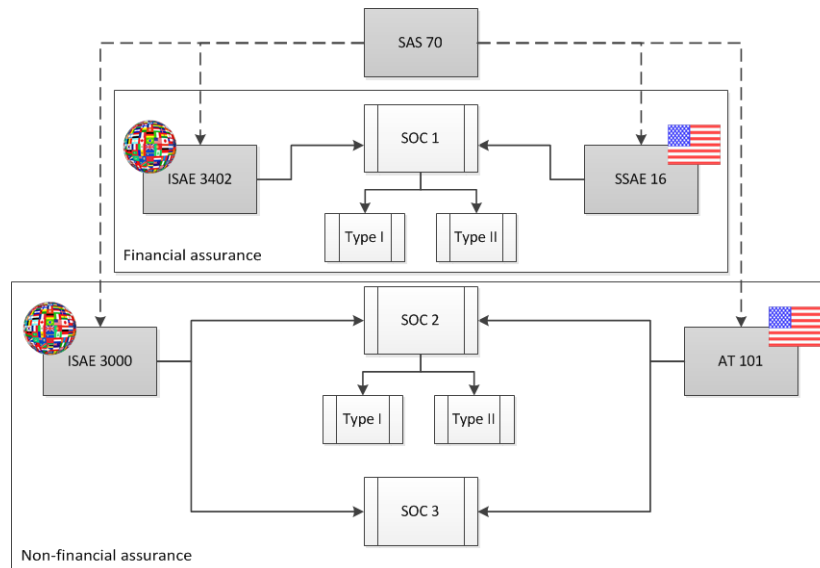 SAS 70
SOC 1
ISAE 3402
SSAE 16
Type I
Type II
Financial assurance
SOC 2
ISAE 3000
AT 101
Type I
Type II
SOC 3
Non-financial assurance